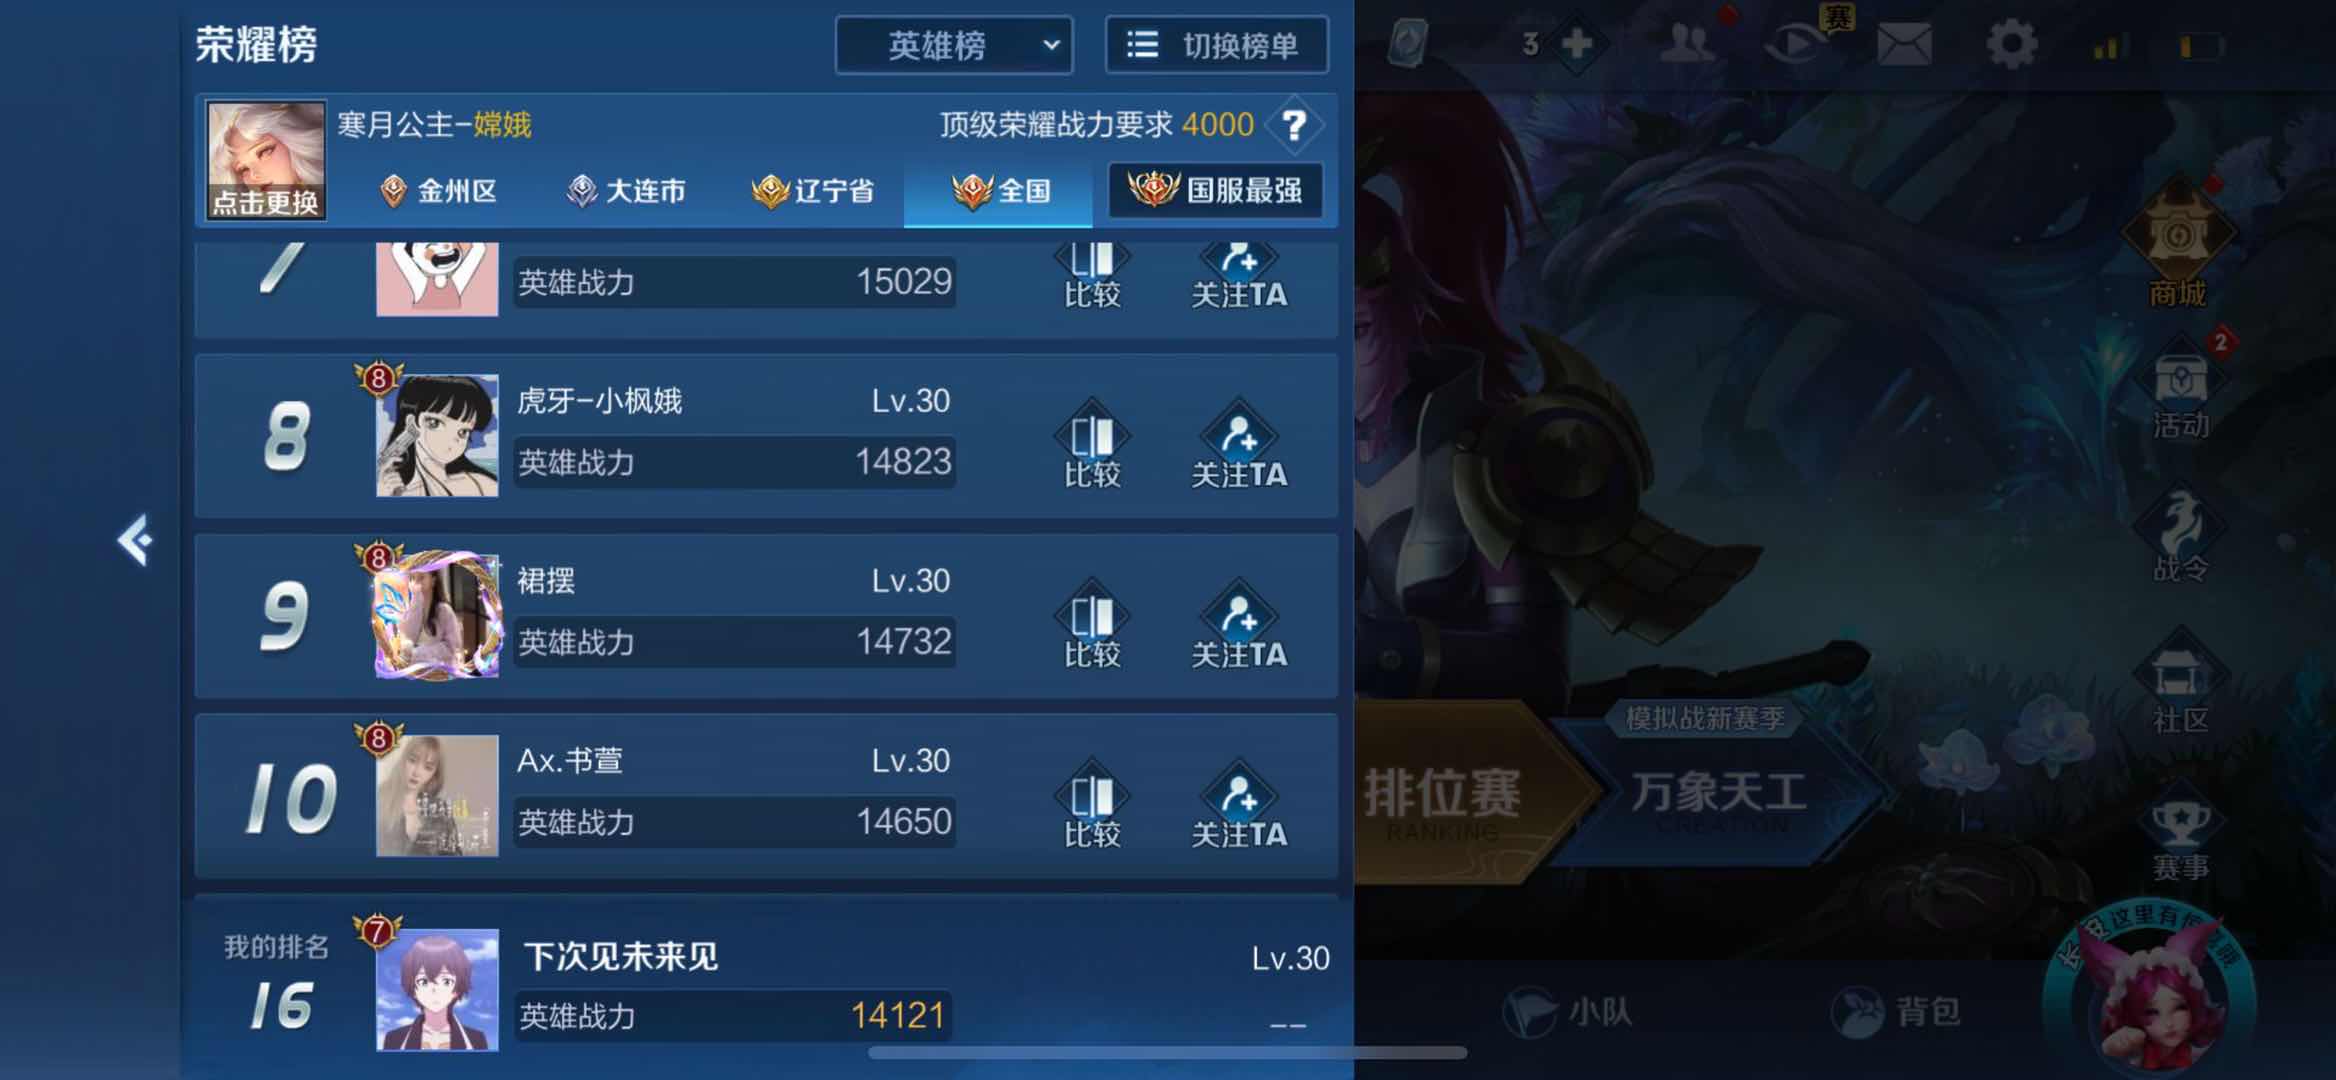 荣耀榜
英雄榜
切换榜单
3
赛
寒月公主-嫦娥
顶级荣耀战力要求 4000
?
点击更换
金州区
大连市
辽宁省
全国
国服最强
7
英雄战力 15029
比较
关注TA
8
8
虎牙-小枫娥
Lv.30
英雄战力 14823
比较
关注TA
9
8
裙摆
Lv.30
英雄战力 14732
比较
关注TA
10
8
Ax.书萱
Lv.30
英雄战力 14650
比较
关注TA
我的排名
16
7
下次见未来见
Lv.30
英雄战力 14121
--
商城
2
活动
战令
社区
赛事
排位赛
RANKING
模拟战新赛季
万象天工
CREATION
小队
背包